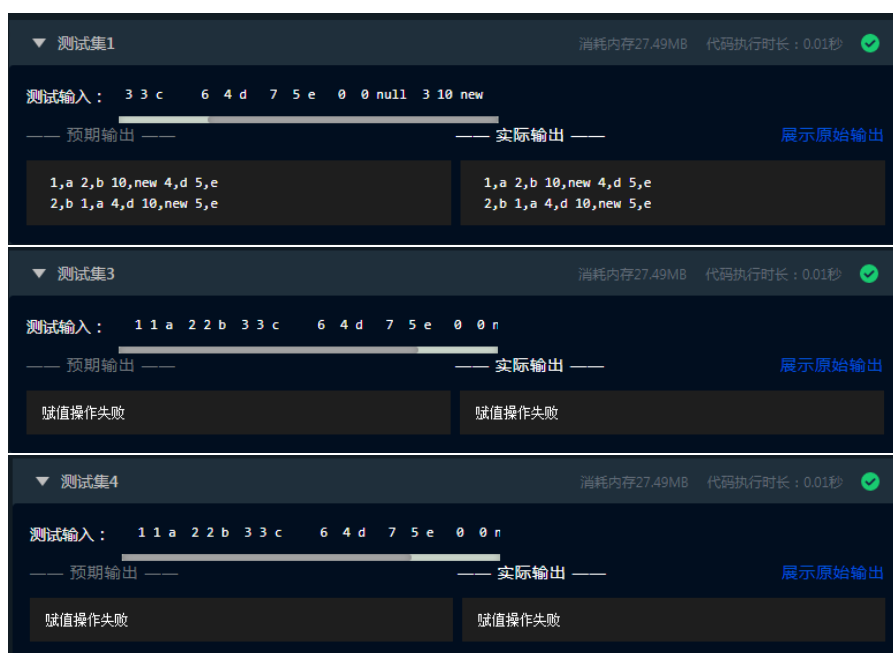 测试集1 消耗内存27.49MB 代码执行时长：0.01秒
测试输入： 3 3 c 6 4 d 7 5 e 0 0 null 3 10 new
—— 预期输出 —— —— 实际输出 —— 展示原始输出
1,a 2,b 10,new 4,d 5,e 1,a 2,b 10,new 4,d 5,e
2,b 1,a 4,d 10,new 5,e 2,b 1,a 4,d 10,new 5,e
测试集3 消耗内存27.49MB 代码执行时长：0.01秒
测试输入： 1 1 a 2 2 b 3 3 c 6 4 d 7 5 e 0 0 n
—— 预期输出 —— —— 实际输出 —— 展示原始输出
赋值操作失败 赋值操作失败
测试集4 消耗内存27.49MB 代码执行时长：0.01秒
测试输入： 1 1 a 2 2 b 3 3 c 6 4 d 7 5 e 0 0 n
—— 预期输出 —— —— 实际输出 —— 展示原始输出
赋值操作失败 赋值操作失败